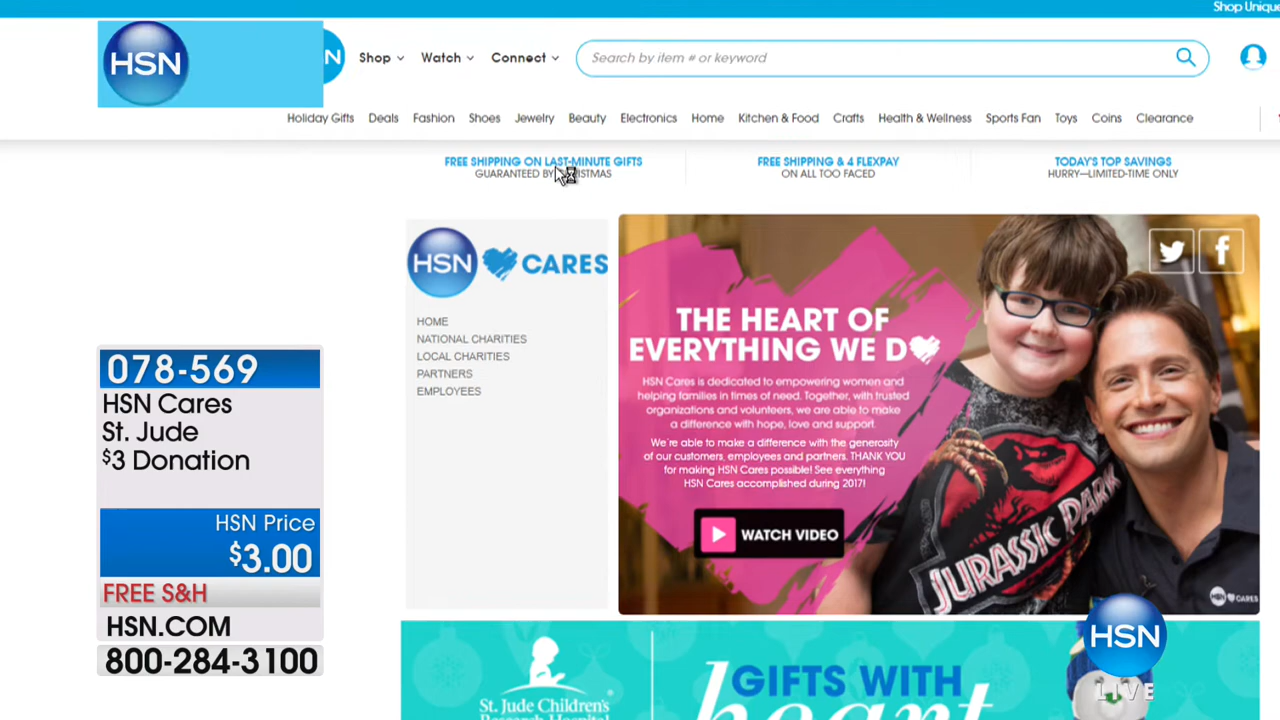 Shop Unique
HSN
N
Shop
Watch
Connect
Search by item # or keyword
Holiday Gifts
Deals
Fashion
Shoes
Jewelry
Beauty
Electronics
Home
Kitchen & Food
Crafts
Health & Wellness
Sports Fan
Toys
Coins
Clearance
FREE SHIPPING ON LAST-MINUTE GIFTS
GUARANTEED BY CHRISTMAS
FREE SHIPPING & 4 FLEXPAY
ON ALL TOO FACED
TODAY'S TOP SAVINGS
HURRY—LIMITED-TIME ONLY
HSN CARES
HOME
NATIONAL CHARITIES
LOCAL CHARITIES
PARTNERS
EMPLOYEES
THE HEART OF
EVERYTHING WE D
HSN Cares is dedicated to empowering women and
helping families in times of need. Together, with trusted
organizations and volunteers, we are able to make
a difference with hope, love and support.
We're able to make a difference with the generosity
of our customers, employees and partners. THANK YOU
for making HSN Cares possible! See everything
HSN Cares accomplished during 2017!
WATCH VIDEO
JURASSIC PARK
HSN CARES
078-569
HSN Cares
St. Jude
$3 Donation
HSN Price
$3.00
FREE S&H
HSN.COM
800-284-3100
St. Jude Children's
Research Hospital
GIFTS WITH
heart
HSN
LIVE